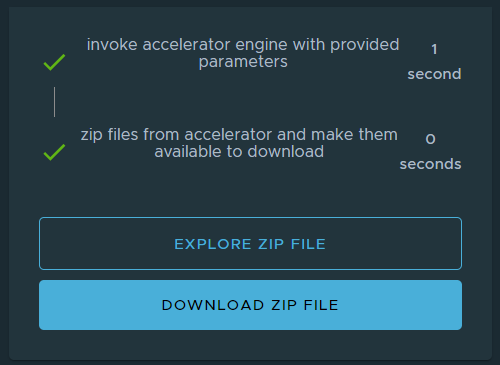 invoke accelerator engine with provided
parameters
1
second
zip files from accelerator and make them
available to download
0
seconds
EXPLORE ZIP FILE
DOWNLOAD ZIP FILE